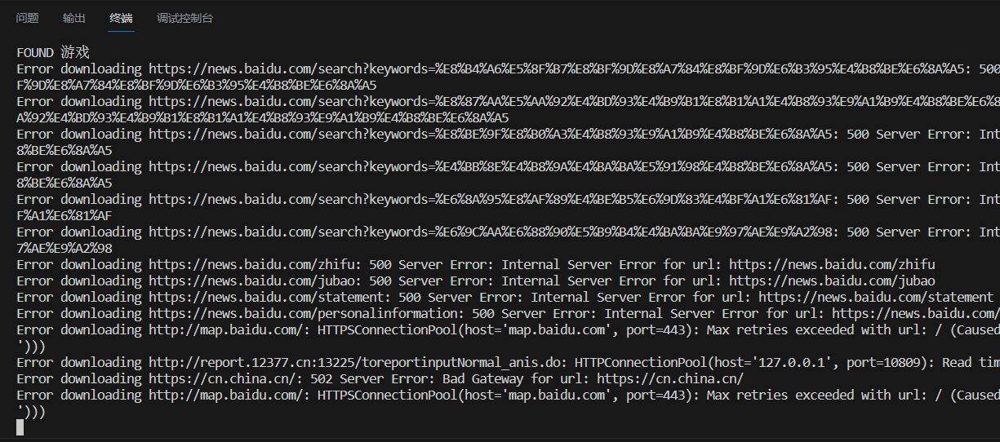 问题 输出 终端 调试控制台
FOUND 游戏
Error downloading https://news.baidu.com/search?keywords=%E8%B4%A6%E5%8F%B7%E8%BF%9D%E8%A7%84%E8%BF%9D%E6%B3%95%E4%B8%BE%E6%8A%A5: 500
F%9D%E8%A7%84%E8%BF%9D%E6%B3%95%E4%B8%BE%E6%8A%A5
Error downloading https://news.baidu.com/search?keywords=%E8%87%AA%E5%AA%92%E4%BD%93%E4%B9%B1%E8%B1%A1%E4%B8%93%E9%A1%B9%E4%B8%BE%E6%8
A%92%E4%BD%93%E4%B9%B1%E8%B1%A1%E4%B8%93%E9%A1%B9%E4%B8%BE%E6%8A%A5
Error downloading https://news.baidu.com/search?keywords=%E8%BE%9F%E8%B0%A3%E4%B8%93%E9%A1%B9%E4%B8%BE%E6%8A%A5: 500 Server Error: Int
8%BE%E6%8A%A5
Error downloading https://news.baidu.com/search?keywords=%E4%BB%8E%E4%B8%9A%E4%BA%BA%E5%91%98%E4%B8%BE%E6%8A%A5: 500 Server Error: Int
8%BE%E6%8A%A5
Error downloading https://news.baidu.com/search?keywords=%E6%8A%95%E8%AF%89%E4%BE%B5%E6%9D%83%E4%BF%A1%E6%81%AF: 500 Server Error: Int
F%A1%E6%81%AF
Error downloading https://news.baidu.com/search?keywords=%E6%9C%AA%E6%88%90%E5%B9%B4%E4%BA%BA%E9%97%AE%E9%A2%98: 500 Server Error: Int
7%AE%E9%A2%98
Error downloading https://news.baidu.com/zhifu: 500 Server Error: Internal Server Error for url: https://news.baidu.com/zhifu
Error downloading https://news.baidu.com/jubao: 500 Server Error: Internal Server Error for url: https://news.baidu.com/jubao
Error downloading https://news.baidu.com/statement: 500 Server Error: Internal Server Error for url: https://news.baidu.com/statement
Error downloading https://news.baidu.com/personalinformation: 500 Server Error: Internal Server Error for url: https://news.baidu.com/
Error downloading http://map.baidu.com/: HTTPSConnectionPool(host='map.baidu.com', port=443): Max retries exceeded with url: / (Caused
')))
Error downloading http://report.12377.cn:13225/toreportinputNormal_anis.do: HTTPConnectionPool(host='127.0.0.1', port=10809): Read tim
Error downloading https://cn.china.cn/: 502 Server Error: Bad Gateway for url: https://cn.china.cn/
Error downloading http://map.baidu.com/: HTTPSConnectionPool(host='map.baidu.com', port=443): Max retries exceeded with url: / (Caused
')))